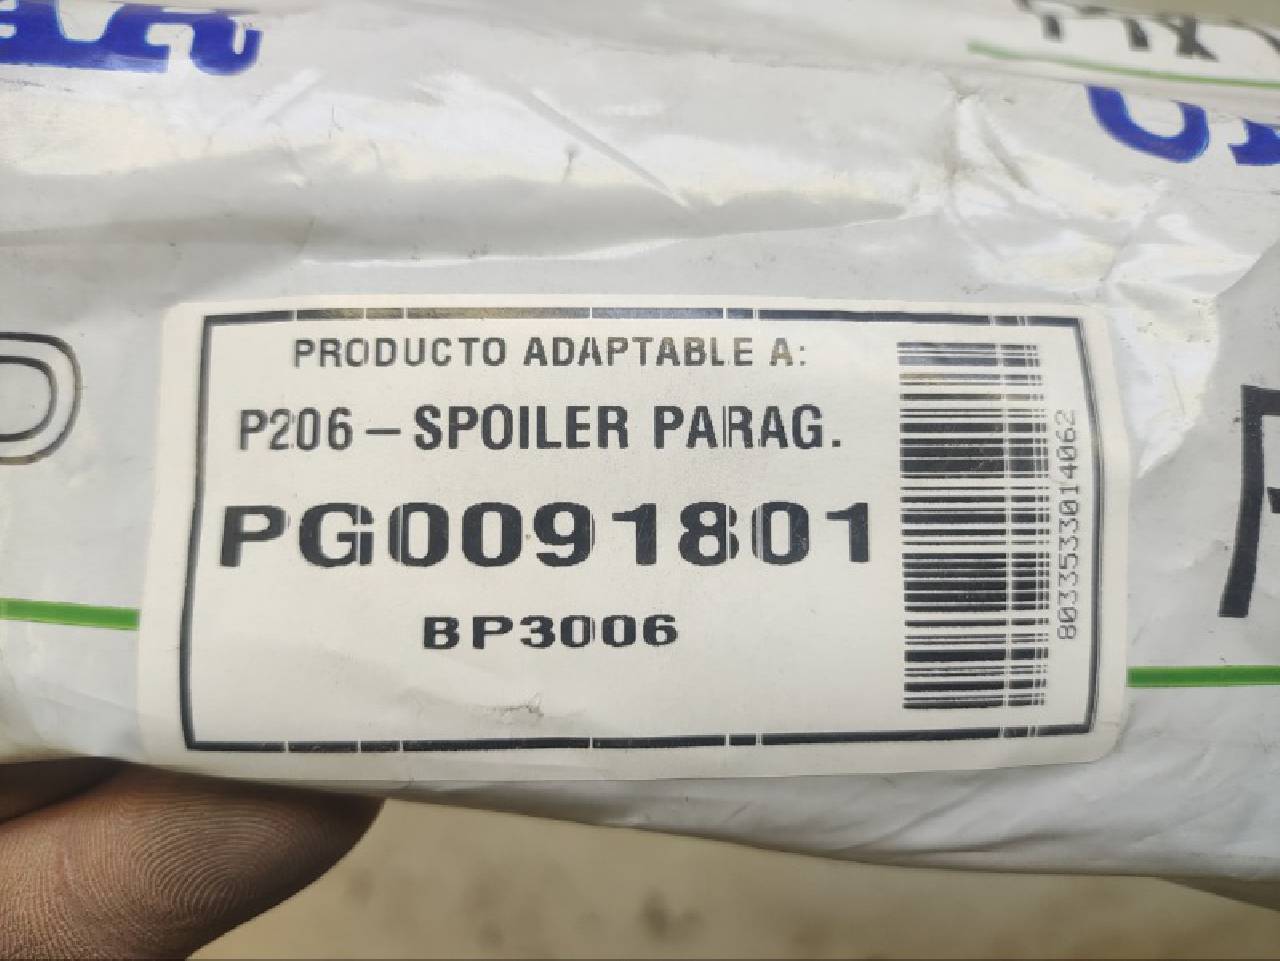 PRODUCTO ADAPTABLE A:
P206 – SPOILER PARAG.
PG0091801
BP3006
8033533014062